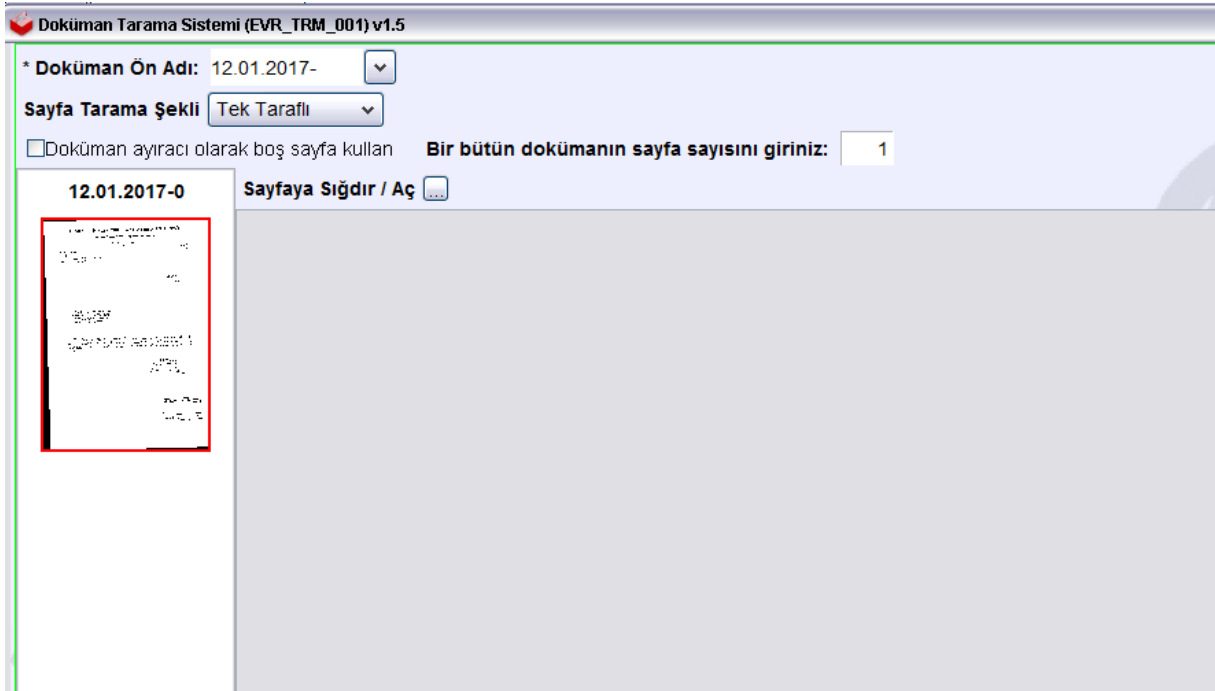 Doküman Tarama Sistemi (EVR_TRM_001) v1.5
* Doküman Ön Adı: 12.01.2017-
Sayfa Tarama Şekli Tek Taraflı
Doküman ayıracı olarak boş sayfa kullan Bir bütün dokümanın sayfa sayısını giriniz: 1
12.01.2017-0 Sayfaya Sığdır / Aç ...